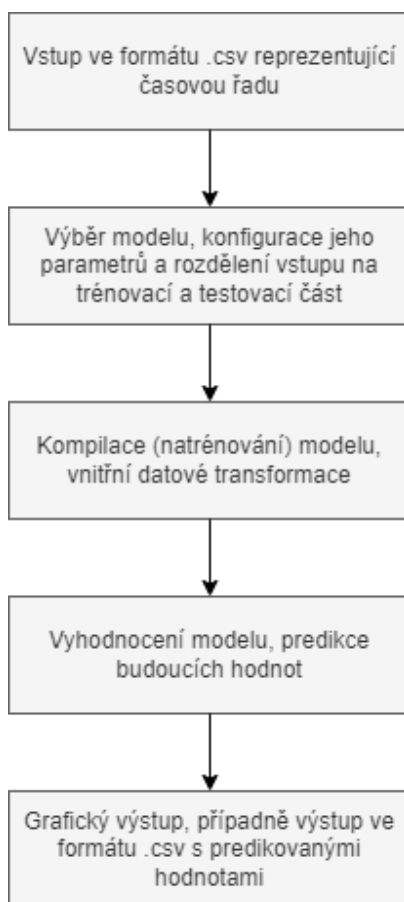 Vstup ve formátu .csv reprezentující
časovou řadu
Výběr modelu, konfigurace jeho
parametrů a rozdělení vstupu na
trénovací a testovací část
Kompilace (natrénování) modelu,
vnitřní datové transformace
Vyhodnocení modelu, predikce
budoucích hodnot
Grafický výstup, případně výstup ve
formátu .csv s predikovanými
hodnotami